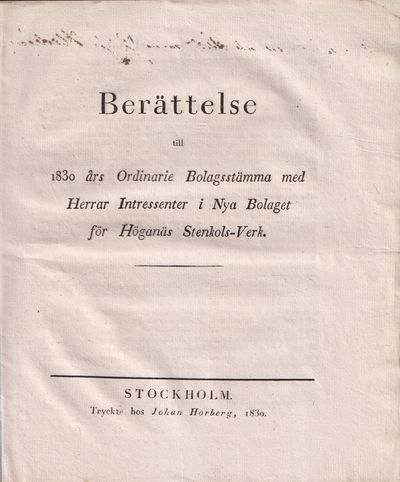 Berättelse
till
1830 års Ordinarie Bolagsstämma med
Herrar Intressenter i Nya Bolaget
för Höganäs Stenkols-Verk.
STOCKHOLM.
Tryckt hos Johan Horberg, 1830.